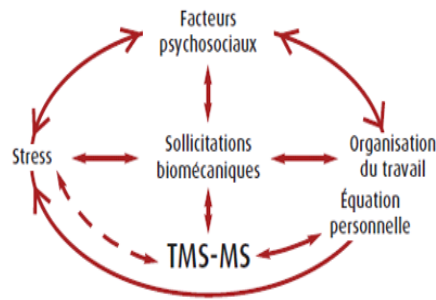 Facteurs
psychosociaux
Stress
Sollicitations
biomécaniques
Organisation
du travail
Équation
personnelle
TMS-MS